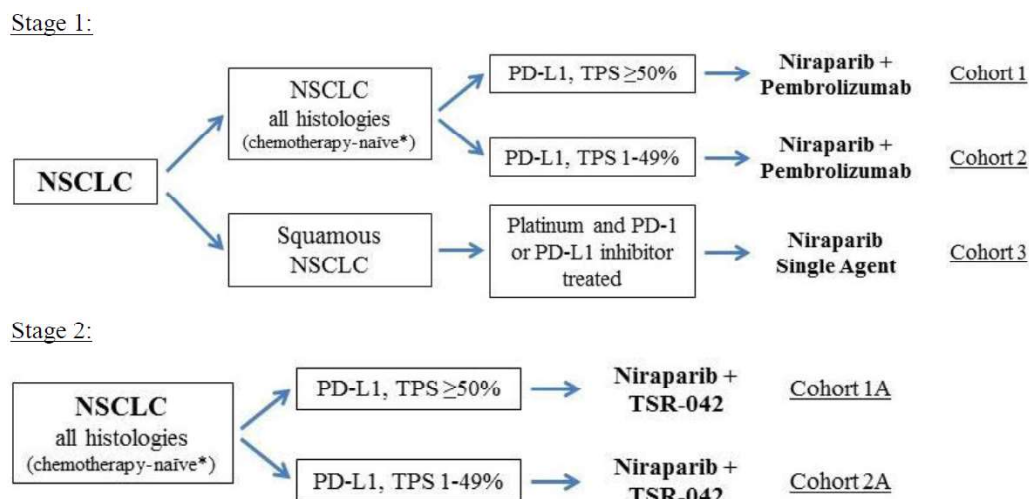 Stage 1:
NSCLC
NSCLC
all histologies
(chemotherapy-naïve*)
PD-L1, TPS ≥50%
Niraparib +
Pembrolizumab
Cohort 1
PD-L1, TPS 1-49%
Niraparib +
Pembrolizumab
Cohort 2
Squamous
NSCLC
Platinum and PD-1
or PD-L1 inhibitor
treated
Niraparib
Single Agent
Cohort 3
Stage 2:
NSCLC
all histologies
(chemotherapy-naïve*)
PD-L1, TPS ≥50%
Niraparib +
TSR-042
Cohort 1A
PD-L1, TPS 1-49%
Niraparib +
TSR-042
Cohort 2A